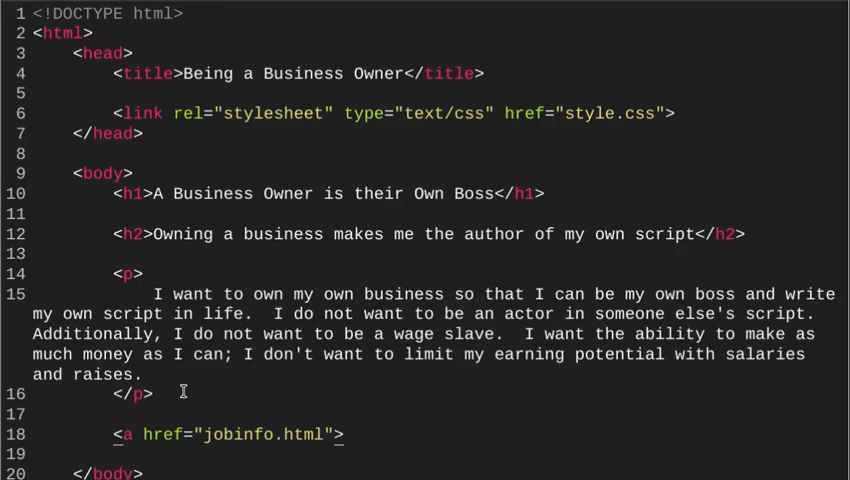 1 <!DOCTYPE html>
2 <html>
3 <head>
4 <title>Being a Business Owner</title>
5
6 <link rel="stylesheet" type="text/css" href="style.css">
7 </head>
8
9 <body>
10 <h1>A Business Owner is their Own Boss</h1>
11
12 <h2>Owning a business makes me the author of my own script</h2>
13
14 <p>
15 I want to own my own business so that I can be my own boss and write
my own script in life.  I do not want to be an actor in someone else's script.
Additionally, I do not want to be a wage slave.  I want the ability to make as
much money as I can; I don't want to limit my earning potential with salaries
and raises.
16 </p>
17
18 <a href="jobinfo.html">
19
20 </body>